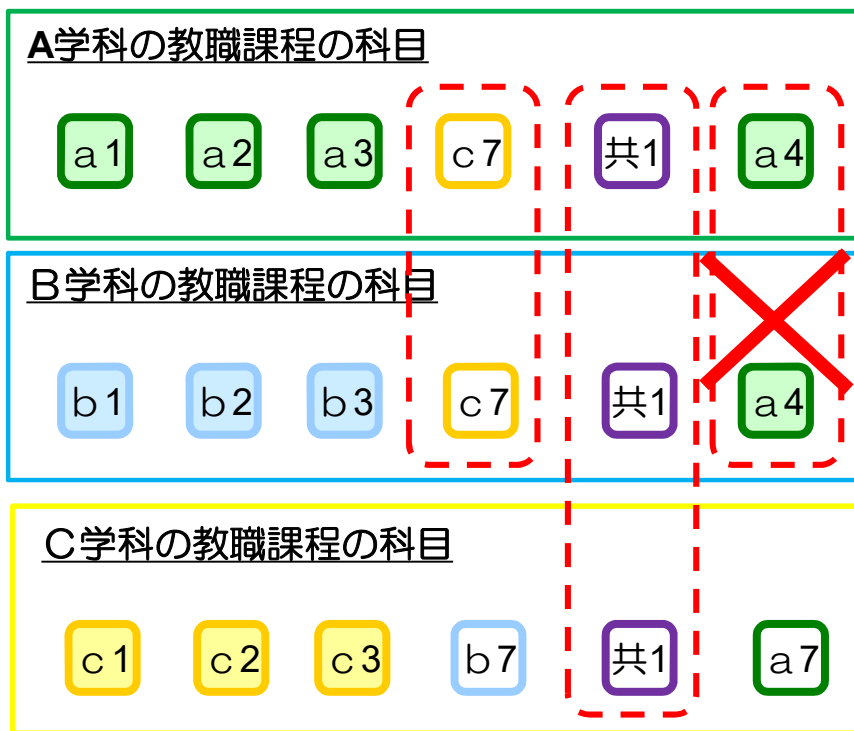 A学科の教職課程の科目
a1 a2 a3 c7 共1 a4
B学科の教職課程の科目
b1 b2 b3 c7 共1 a4
C学科の教職課程の科目
c1 c2 c3 b7 共1 a7